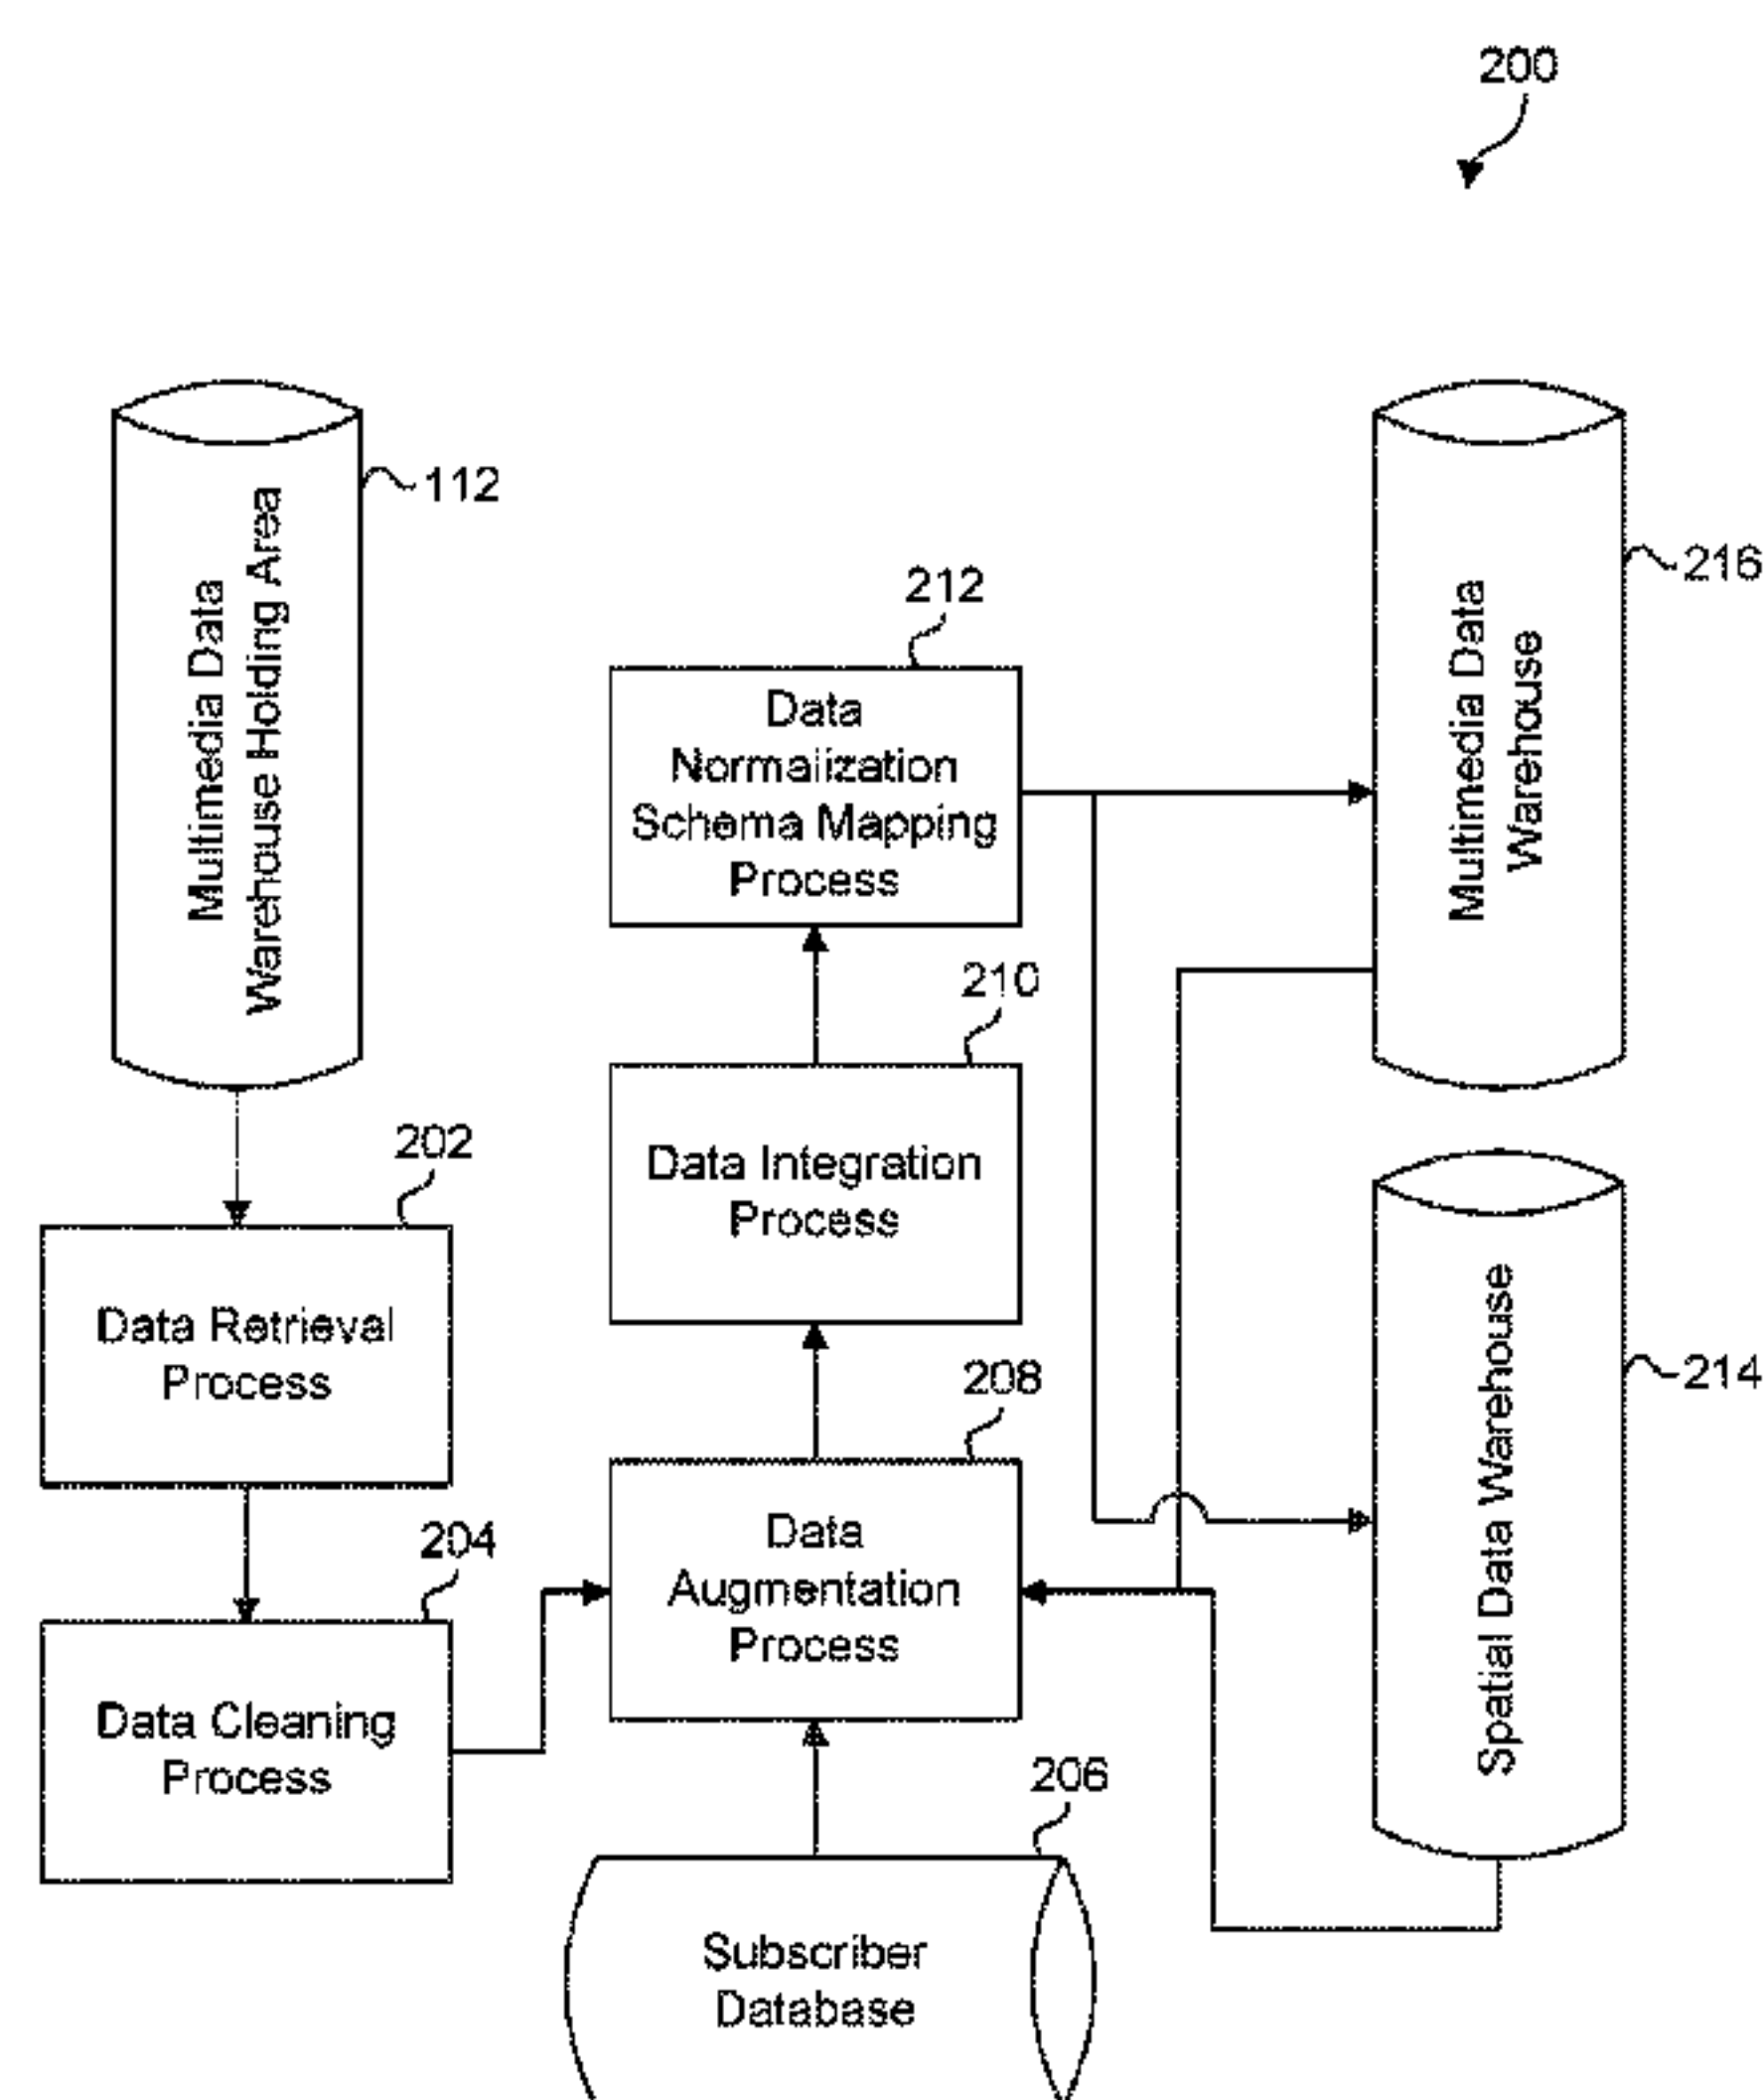 200
Multimedia Data
Warehouse Holding Area
112
212
Data
Normalization
Schema Mapping
Process
Multimedia Data
Warehouse
216
210
Data Integration
Process
202
Data Retrieval
Process
208
Data
Augmentation
Process
Spatial Data Warehouse
214
204
Data Cleaning
Process
206
Subscriber
Database